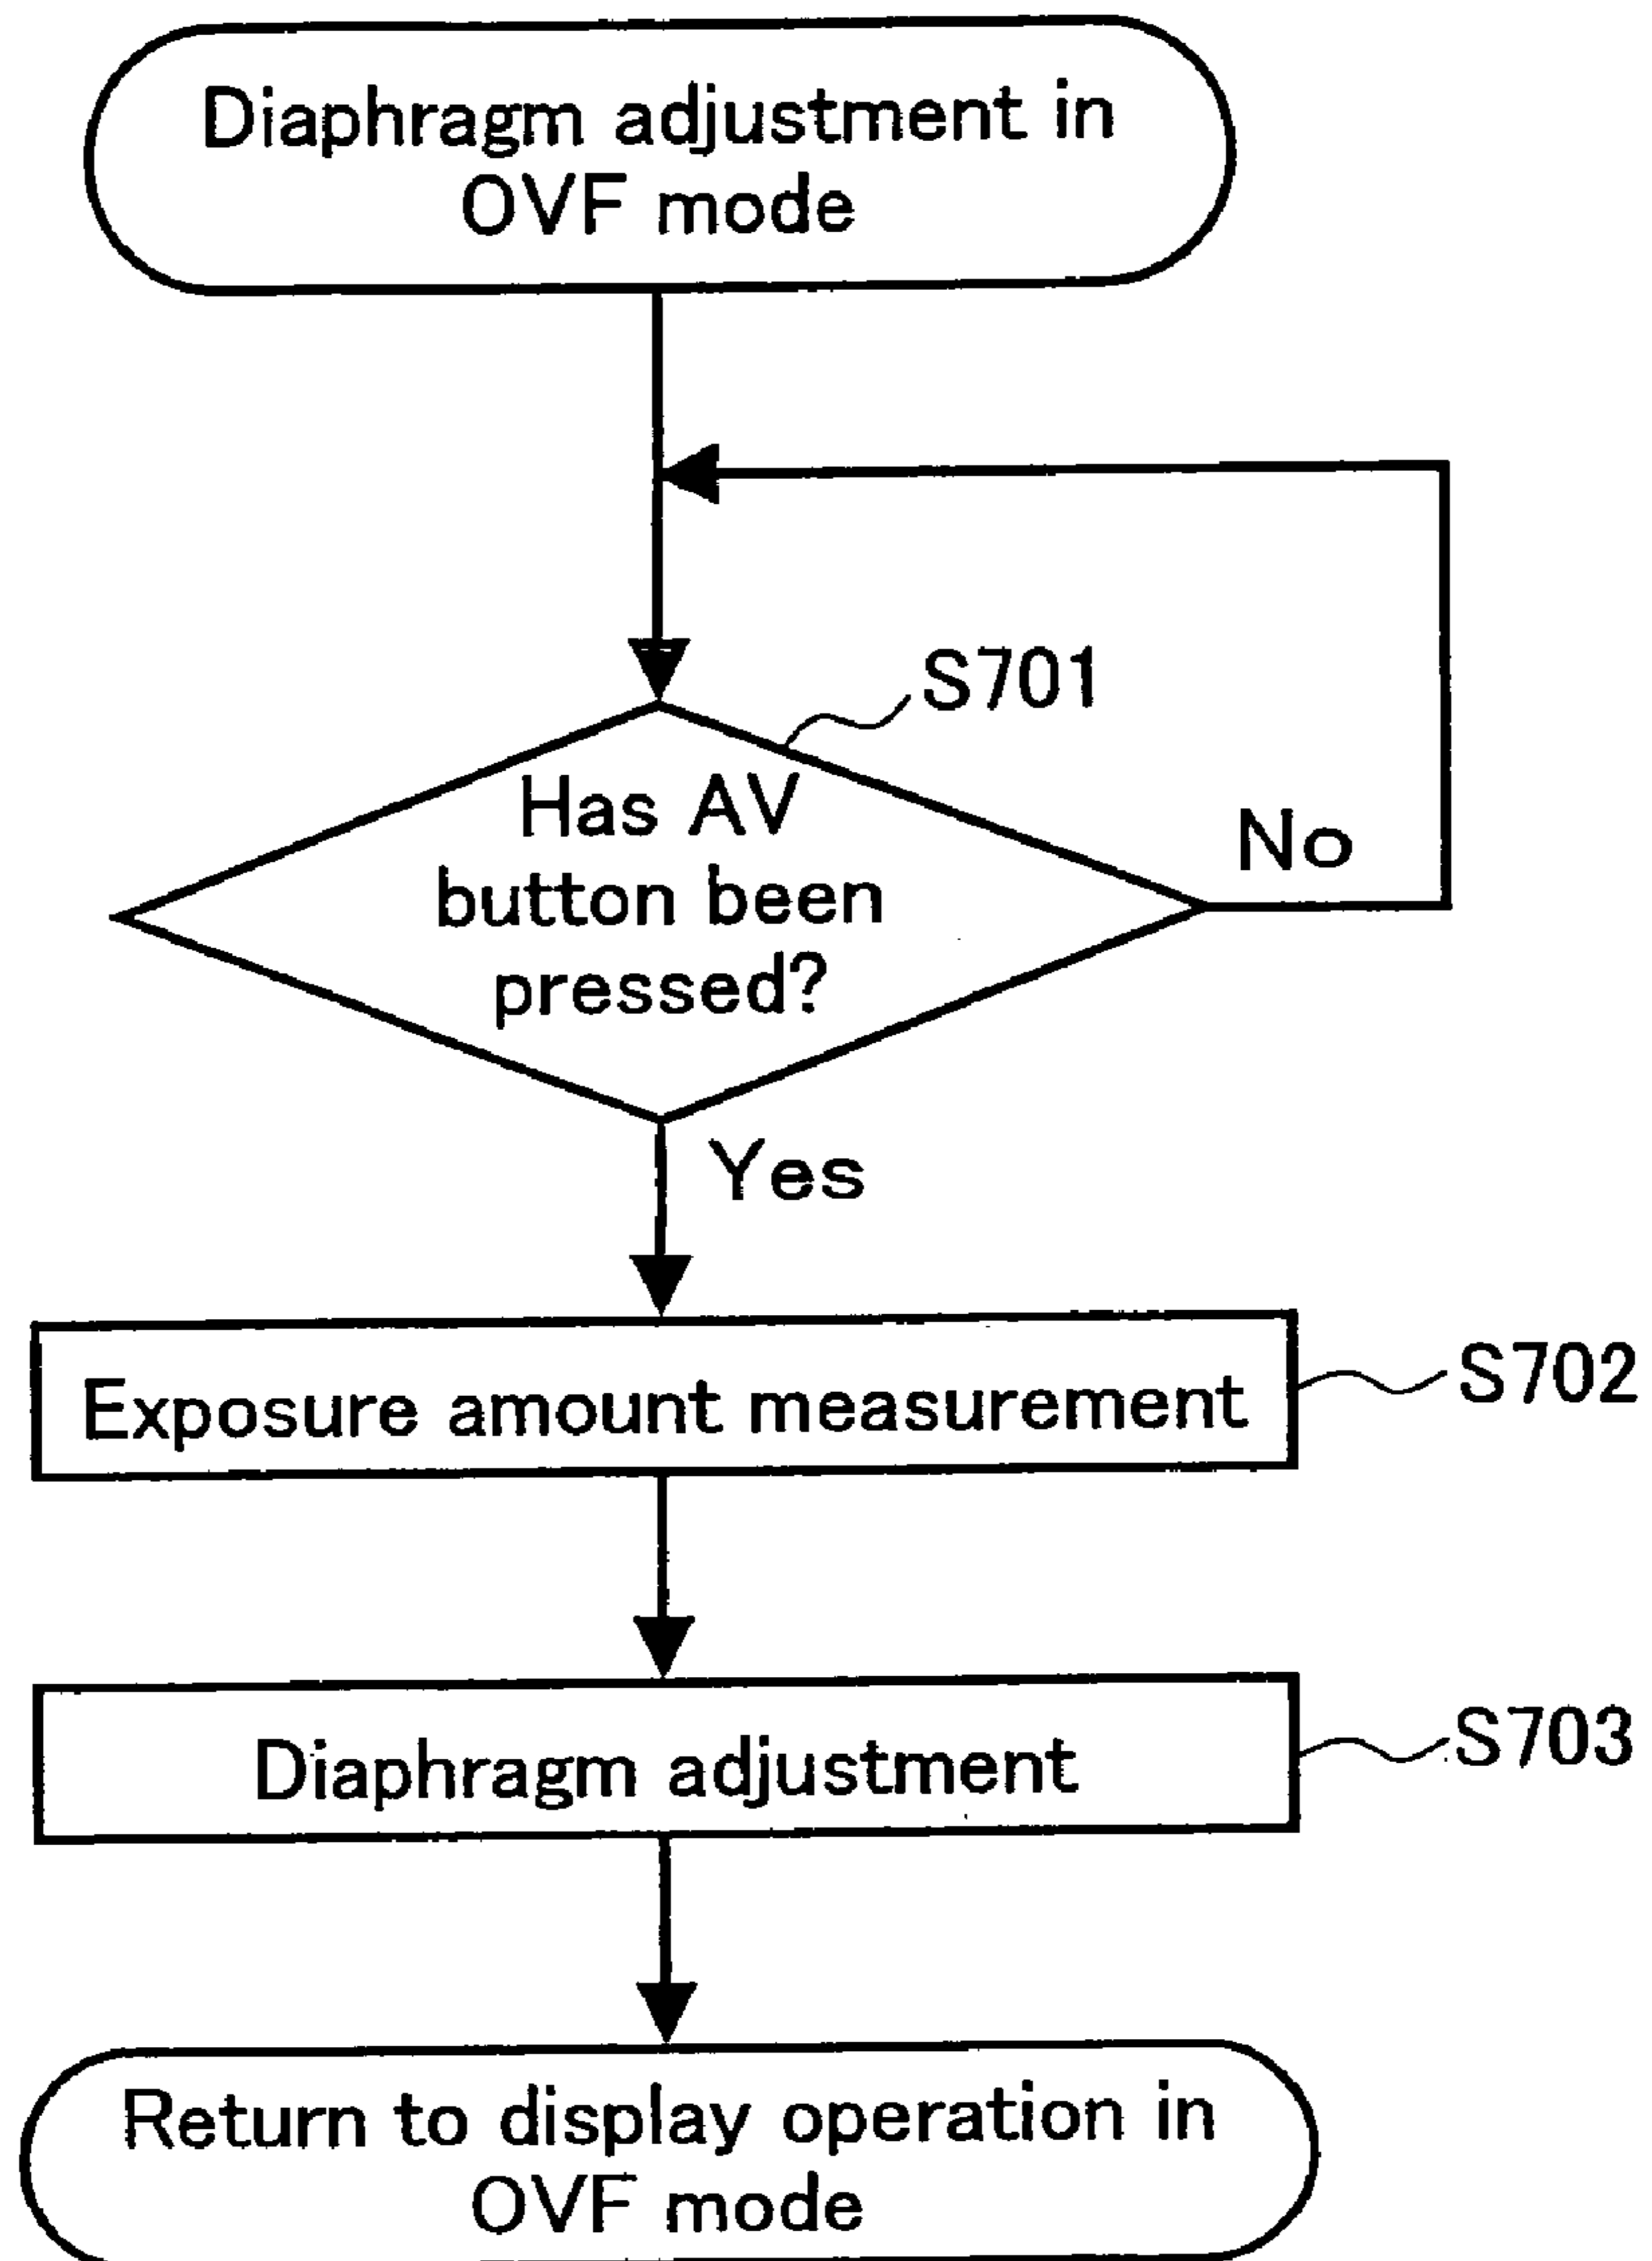 Diaphragm adjustment in
OVF mode
S701
Has AV
button been
pressed?
No
Yes
Exposure amount measurement
S702
Diaphragm adjustment
S703
Return to display operation in
OVF mode